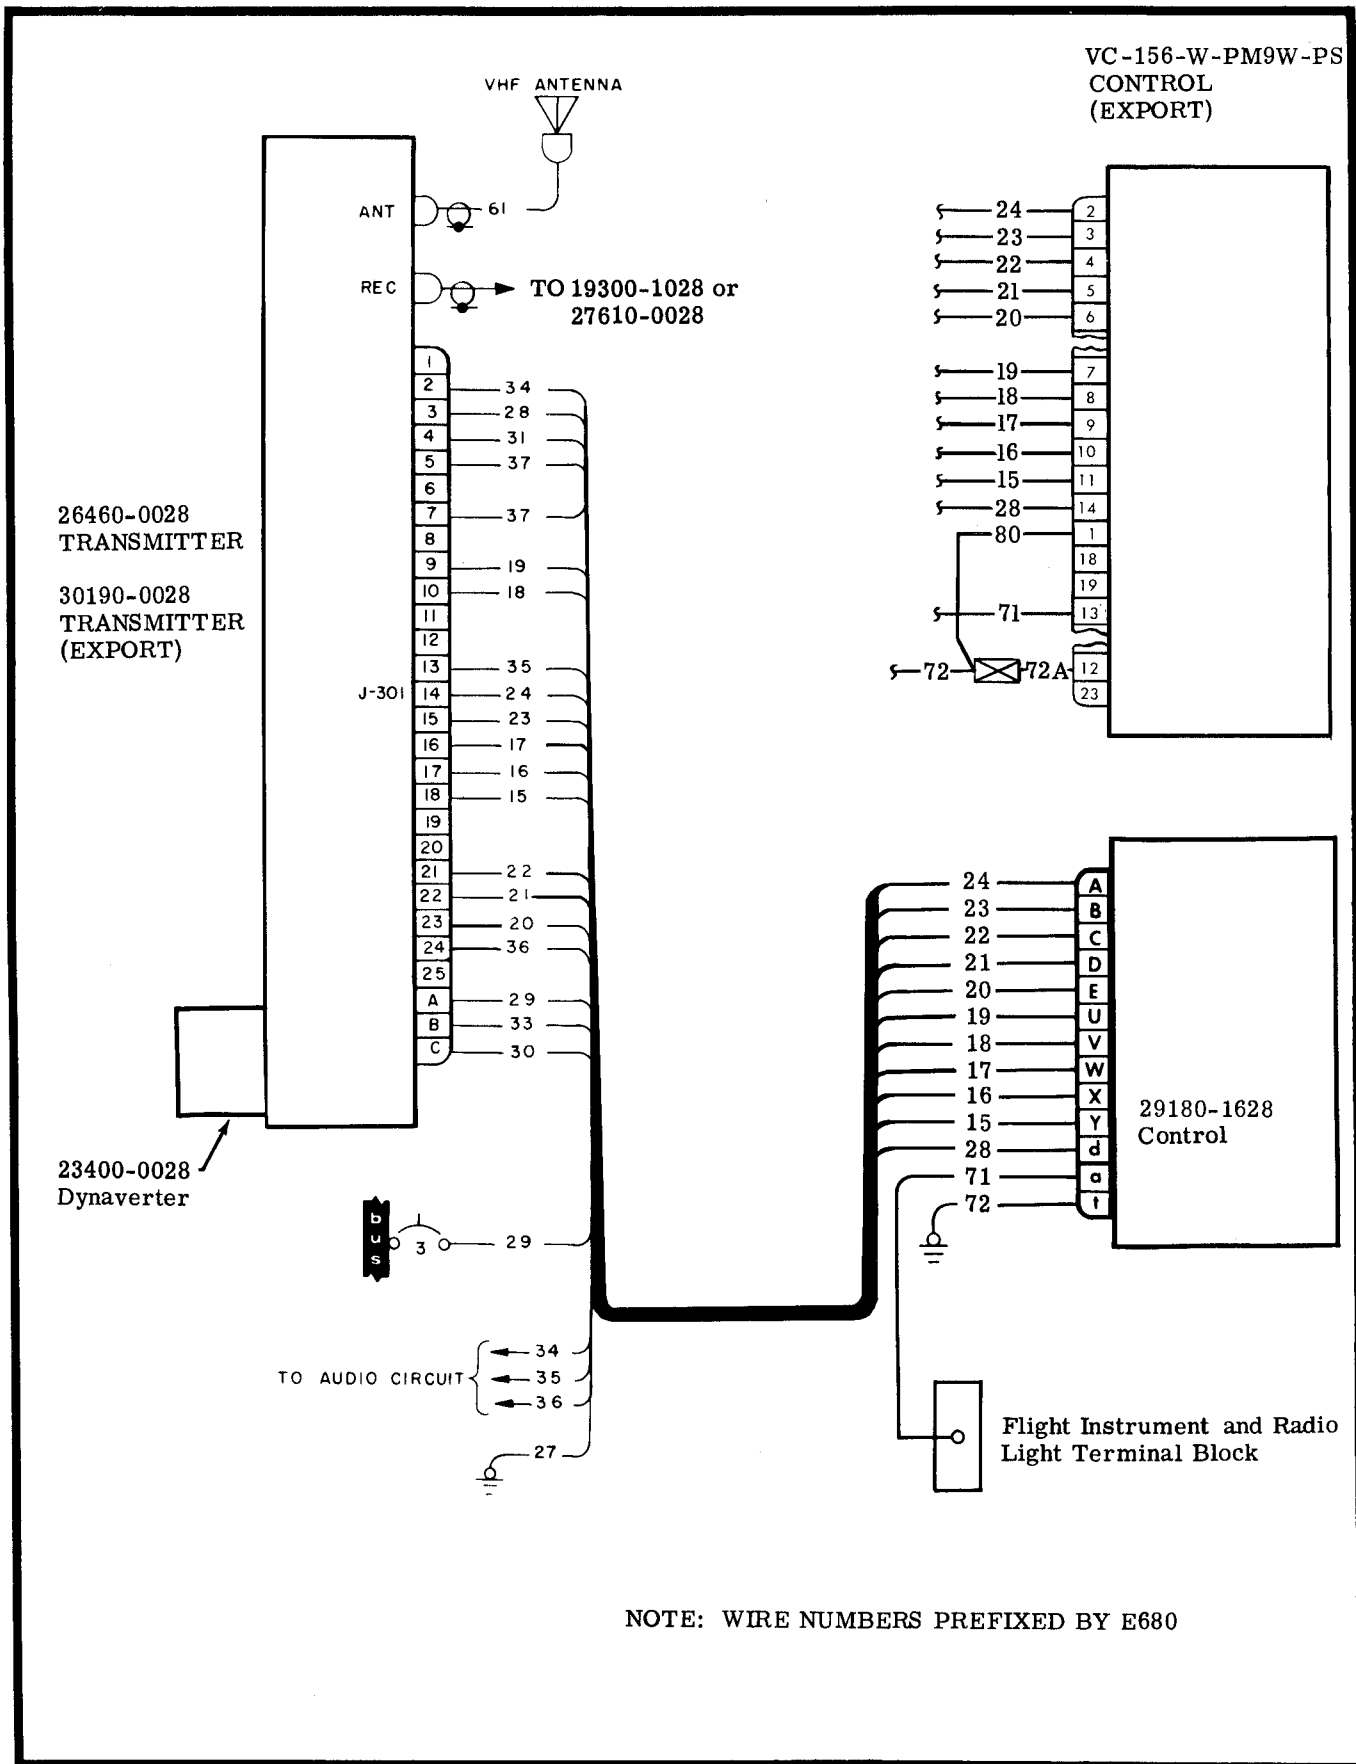 VHF ANTENNA
VC-156-W-PM9W-PS
CONTROL
(EXPORT)
ANT 61
REC TO 19300-1028 or
27610-0028
24 2
23 3
22 4
21 5
20 6
19 7
18 8
17 9
16 10
15 11
28 14
80 1
18
19
71 13
72 72A 12
23
26460-0028
TRANSMITTER
30190-0028
TRANSMITTER
(EXPORT)
J-301
1
2 34
3 28
4 31
5 37
6
7 37
8
9 19
10 18
11
12
13 35
14 24
15 23
16 17
17 16
18 15
19
20
21 22
22 21
23 20
24 36
25
A 29
B 33
C 30
24 A
23 B
22 C
21 D
20 E
19 U
18 V
17 W
16 X
15 Y
28 d
71 a
72 t
29180-1628
Control
23400-0028
Dynaverter
bus 3 29
TO AUDIO CIRCUIT
34
35
36
27
Flight Instrument and Radio
Light Terminal Block
NOTE: WIRE NUMBERS PREFIXED BY E680